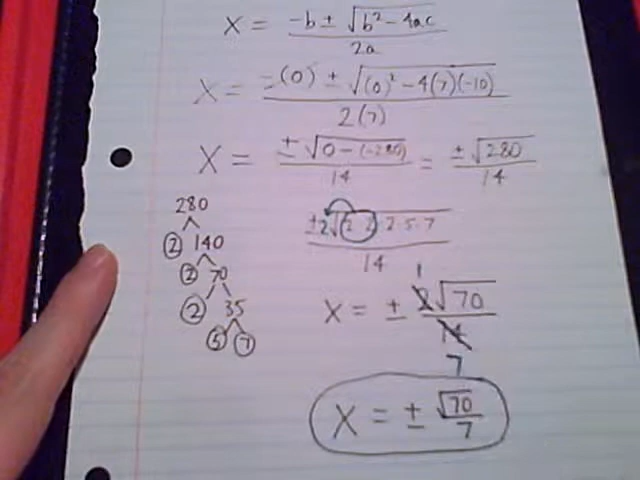 x = -b ± √b² - 4ac / 2a
x = -(0) ± √(0)² - 4(7)(-10) / 2(7)
x = ± √0 - (-280) / 14 = ± √280 / 14
280
2 140
2 70
2 35
5 7
± 2√2 · 2 · 2 · 5 · 7 / 14
1
x = ± 2√70 / 14
7
x = ± √70 / 7